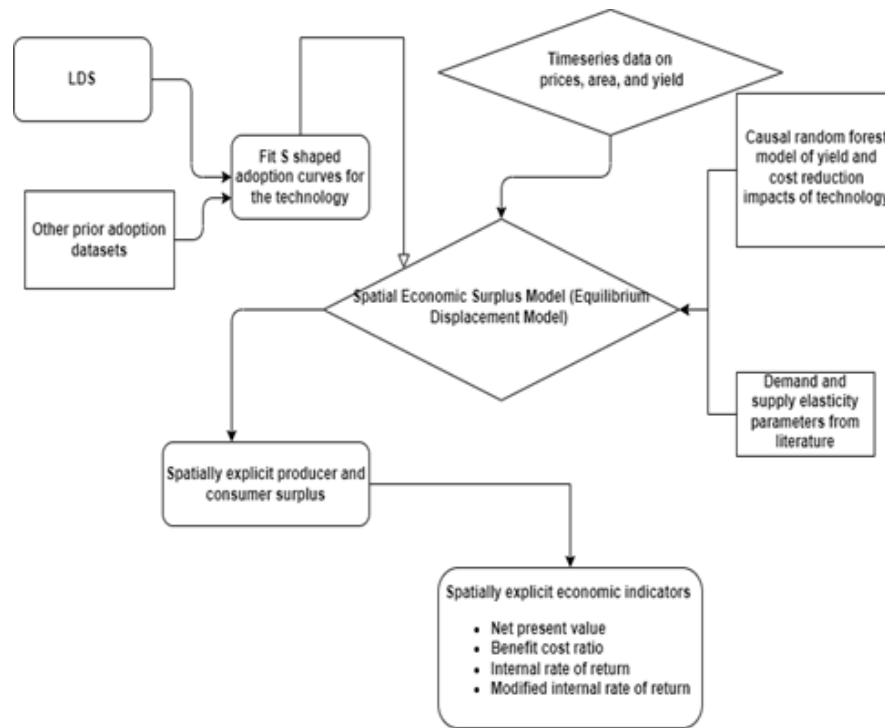 LDS
Timeseries data on
prices, area, and yield
Fit S shaped
adoption curves for
the technology
Causal random forest
model of yield and
cost reduction
impacts of technology
Other prior adoption
datasets
Spatial Economic Surplus Model (Equilibrium
Displacement Model)
Demand and
supply elasticity
parameters from
literature
Spatially explicit producer and
consumer surplus
Spatially explicit economic indicators
• Net present value
• Benefit cost ratio
• Internal rate of return
• Modified internal rate of return